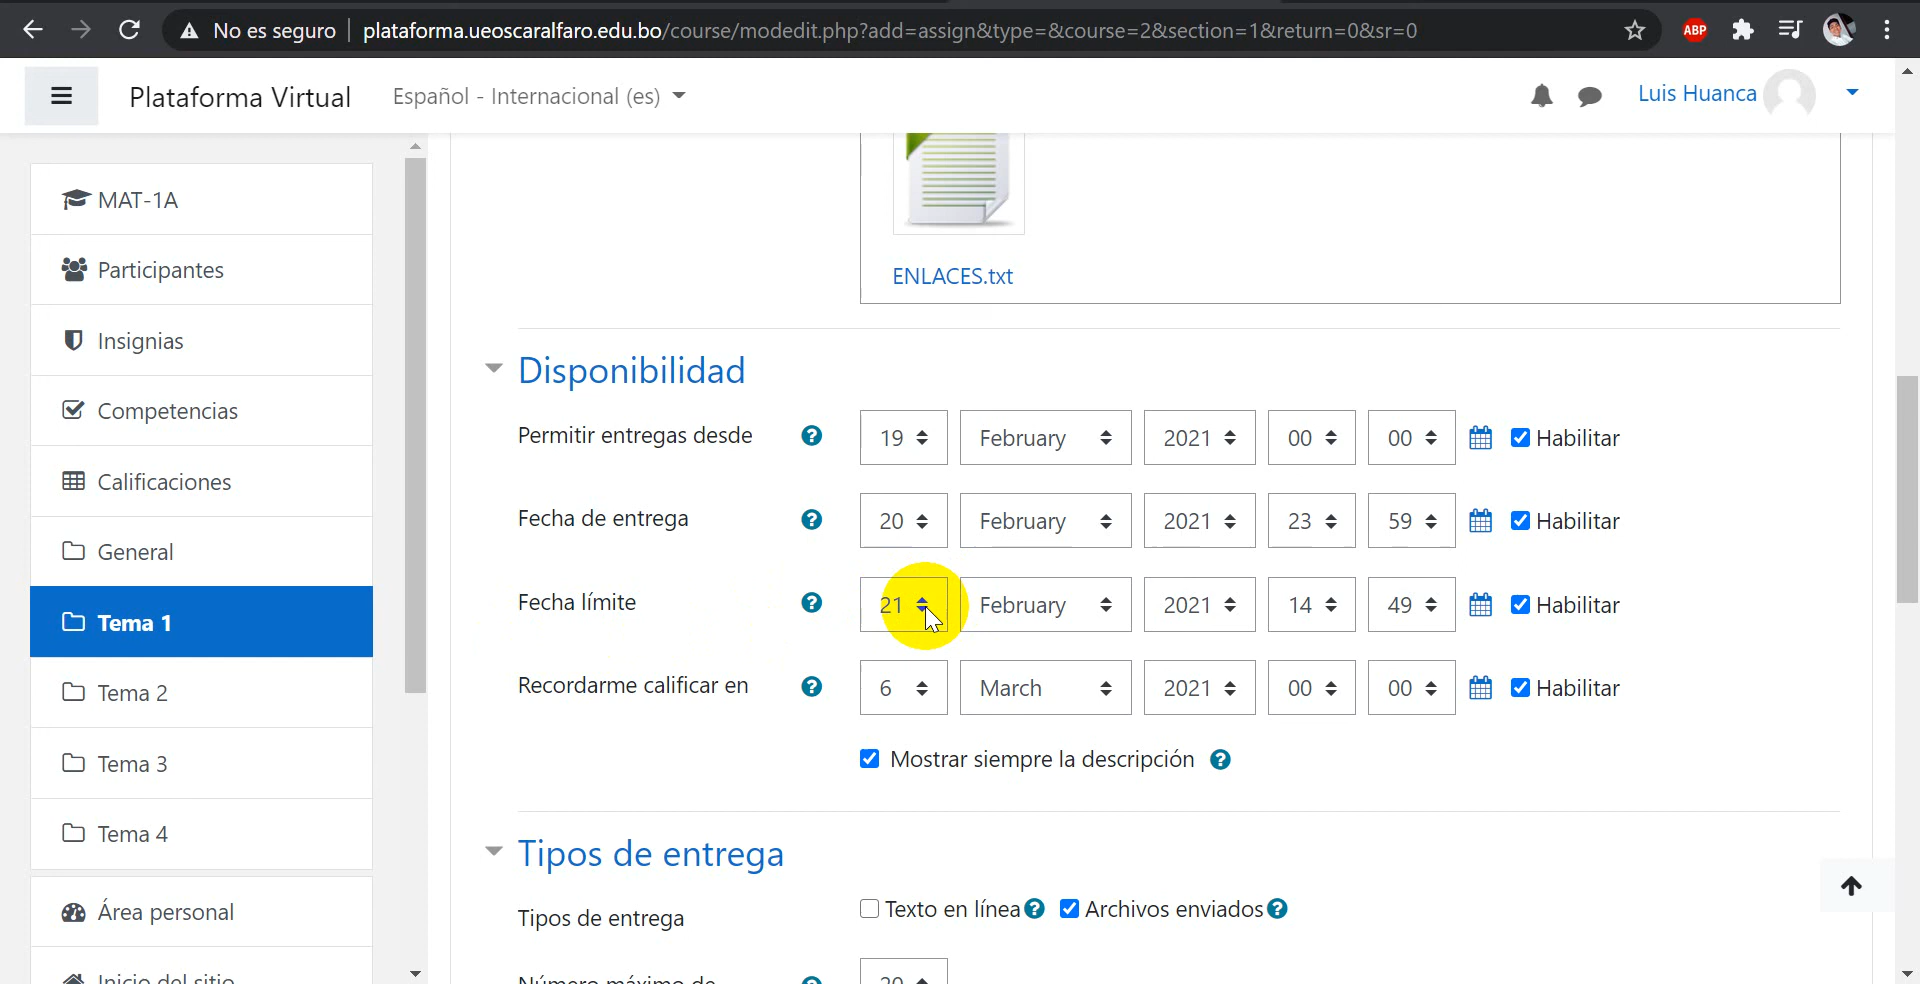 No es seguro plataforma.ueoscaralfaro.edu.bo/course/modedit.php?add=assign&type=&course=2&section=1&return=0&sr=0
ABP
Plataforma Virtual Español - Internacional (es) Luis Huanca
MAT-1A
Participantes
Insignias
Competencias
Calificaciones
General
Tema 1
Tema 2
Tema 3
Tema 4
Área personal
Inicio del sitio
ENLACES.txt
Disponibilidad
Permitir entregas desde 19 February 2021 00 00 Habilitar
Fecha de entrega 20 February 2021 23 59 Habilitar
Fecha límite 21 February 2021 14 49 Habilitar
Recordarme calificar en 6 March 2021 00 00 Habilitar
Mostrar siempre la descripción
Tipos de entrega
Tipos de entrega Texto en línea Archivos enviados
Número máximo de 20